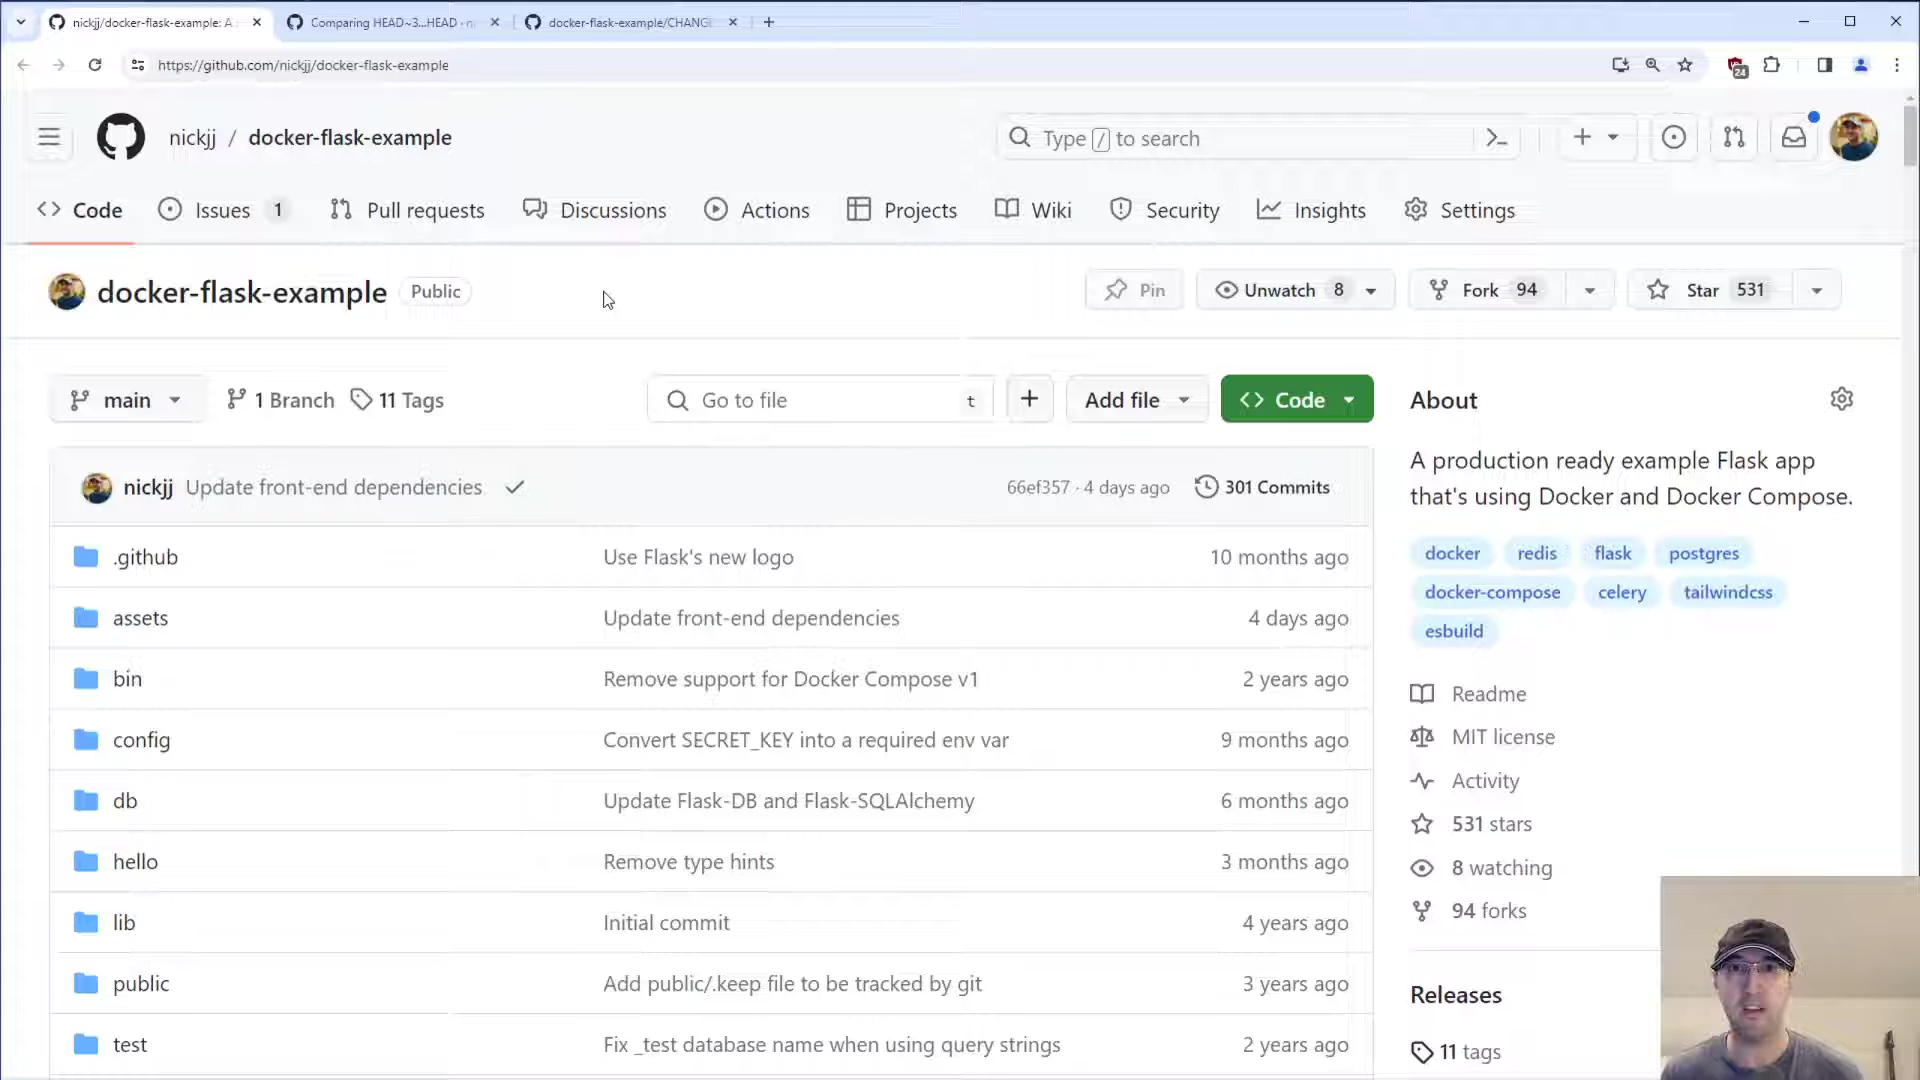 nickjj/docker-flask-example: A
Comparing HEAD~3...HEAD · n
docker-flask-example/CHANG
https://github.com/nickjj/docker-flask-example
24
nickjj / docker-flask-example
Type / to search
Code
Issues 1
Pull requests
Discussions
Actions
Projects
Wiki
Security
Insights
Settings
docker-flask-example Public
Pin
Unwatch 8
Fork 94
Star 531
main
1 Branch
11 Tags
Go to file t
Add file
Code
nickjj Update front-end dependencies
66ef357 · 4 days ago
301 Commits
.github Use Flask's new logo 10 months ago
assets Update front-end dependencies 4 days ago
bin Remove support for Docker Compose v1 2 years ago
config Convert SECRET_KEY into a required env var 9 months ago
db Update Flask-DB and Flask-SQLAlchemy 6 months ago
hello Remove type hints 3 months ago
lib Initial commit 4 years ago
public Add public/.keep file to be tracked by git 3 years ago
test Fix _test database name when using query strings 2 years ago
About
A production ready example Flask app
that's using Docker and Docker Compose.
docker redis flask postgres
docker-compose celery tailwindcss
esbuild
Readme
MIT license
Activity
531 stars
8 watching
94 forks
Releases
11 tags